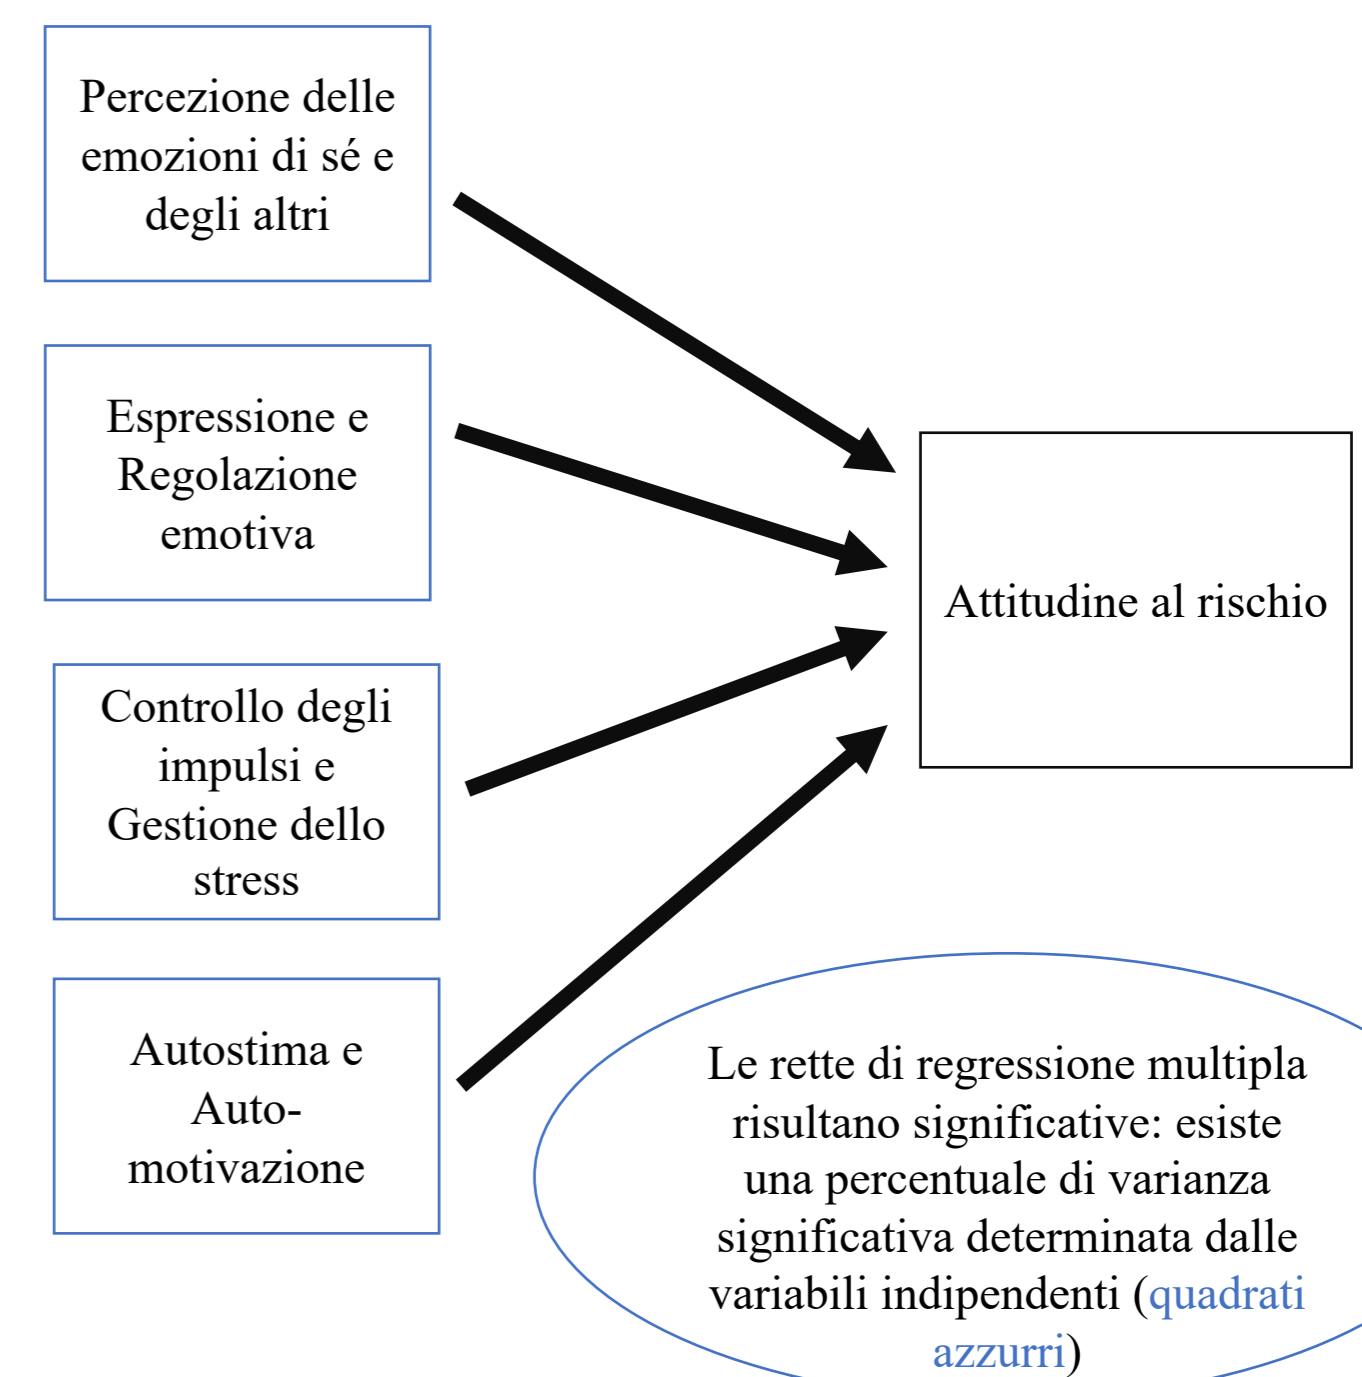 Percezione delle
emozioni di sé e
degli altri
Espressione e
Regolazione
emotiva
Controllo degli
impulsi e
Gestione dello
stress
Autostima e
Auto-
motivazione
Attitudine al rischio
Le rette di regressione multipla
risultano significative: esiste
una percentuale di varianza
significativa determinata dalle
variabili indipendenti (quadrati
azzurri)